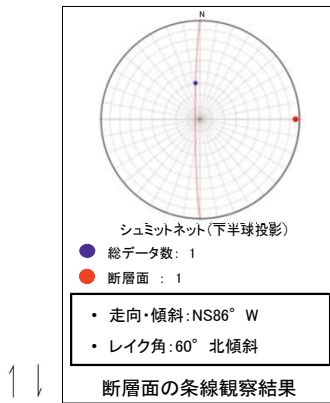 N
シュミットネット(下半球投影)
総データ数: 1
断層面 : 1
・ 走向・傾斜:NS86° W
・ レイク角:60° 北傾斜
断層面の条線観察結果